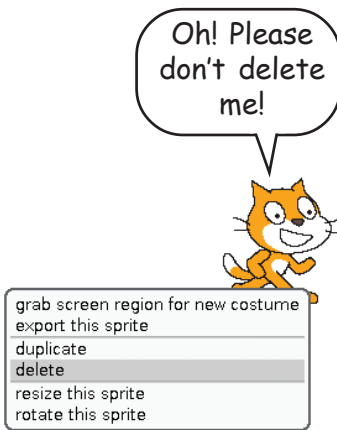 Oh! Please
don't delete
me!
grab screen region for new costume
export this sprite
duplicate
delete
resize this sprite
rotate this sprite